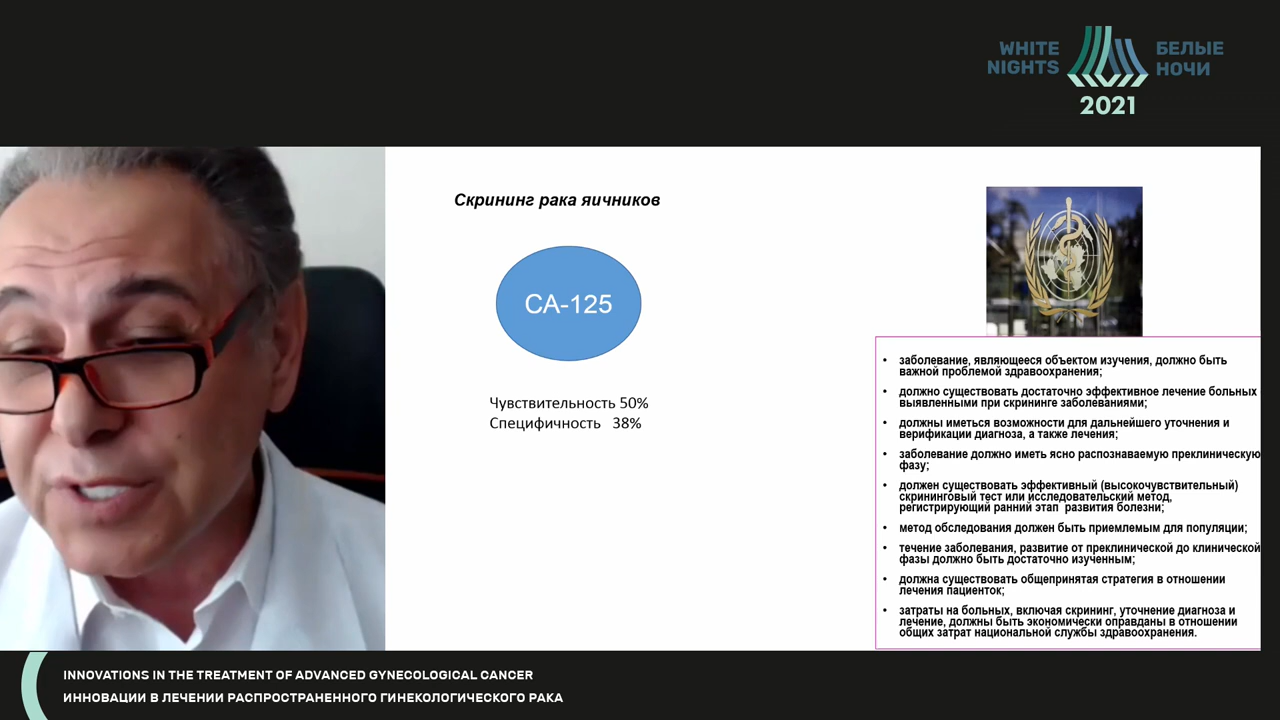 WHITE
NIGHTS
БЕЛЫЕ
НОЧИ
2021
Скрининг рака яичников
CA-125
Чувствительность 50%
Специфичность 38%
• заболевание, являющееся объектом изучения, должно быть
важной проблемой здравоохранения;
• должно существовать достаточно эффективное лечение больных
выявленными при скрининге заболеваниями;
• должны иметься возможности для дальнейшего уточнения и
верификации диагноза, а также лечения;
• заболевание должно иметь ясно распознаваемую преклиническую
фазу;
• должен существовать эффективный (высокочувствительный)
скрининговый тест или исследовательский метод,
регистрирующий ранний этап развития болезни;
• метод обследования должен быть приемлемым для популяции;
• течение заболевания, развитие от преклинической до клинической
фазы должно быть достаточно изученным;
• должна существовать общепринятая стратегия в отношении
лечения пациенток;
• затраты на больных, включая скрининг, уточнение диагноза и
лечение, должны быть экономически оправданы в отношении
общих затрат национальной службы здравоохранения.
INNOVATIONS IN THE TREATMENT OF ADVANCED GYNECOLOGICAL CANCER
ИННОВАЦИИ В ЛЕЧЕНИИ РАСПРОСТРАНЕННОГО ГИНЕКОЛОГИЧЕСКОГО РАКА